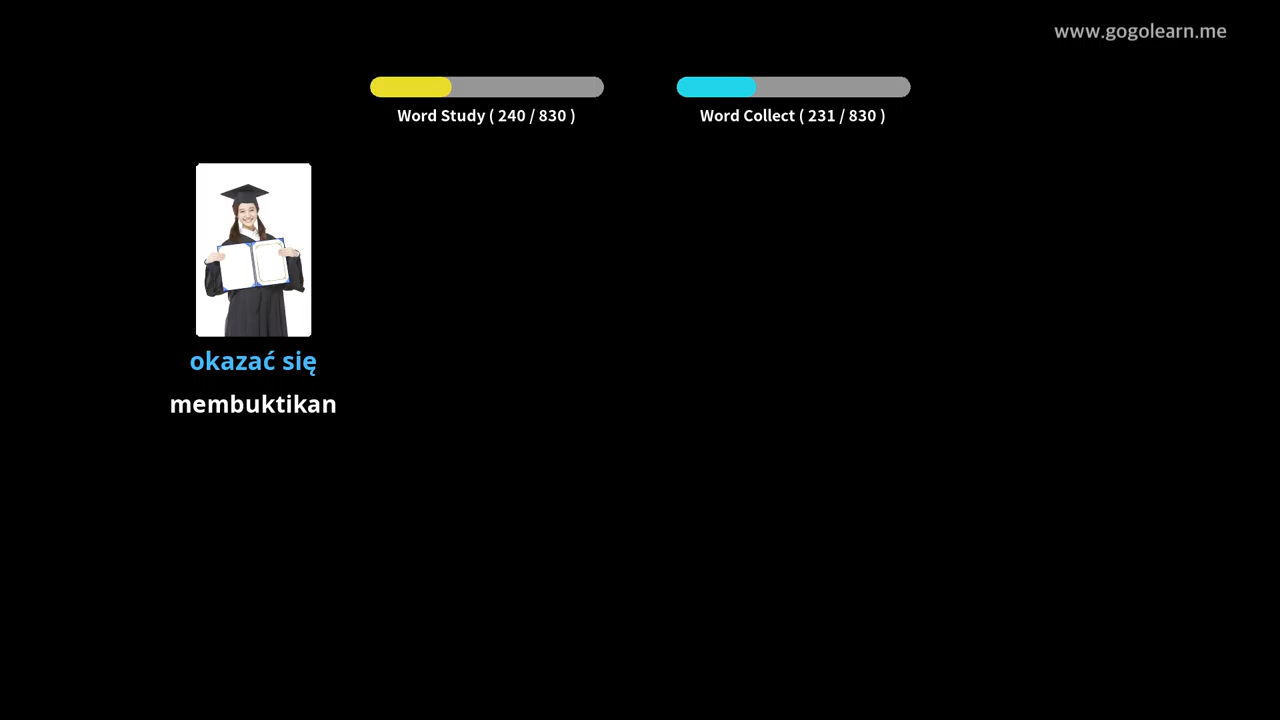 www.gogolearn.me
Word Study ( 240 / 830 )
Word Collect ( 231 / 830 )
okazać się
membuktikan